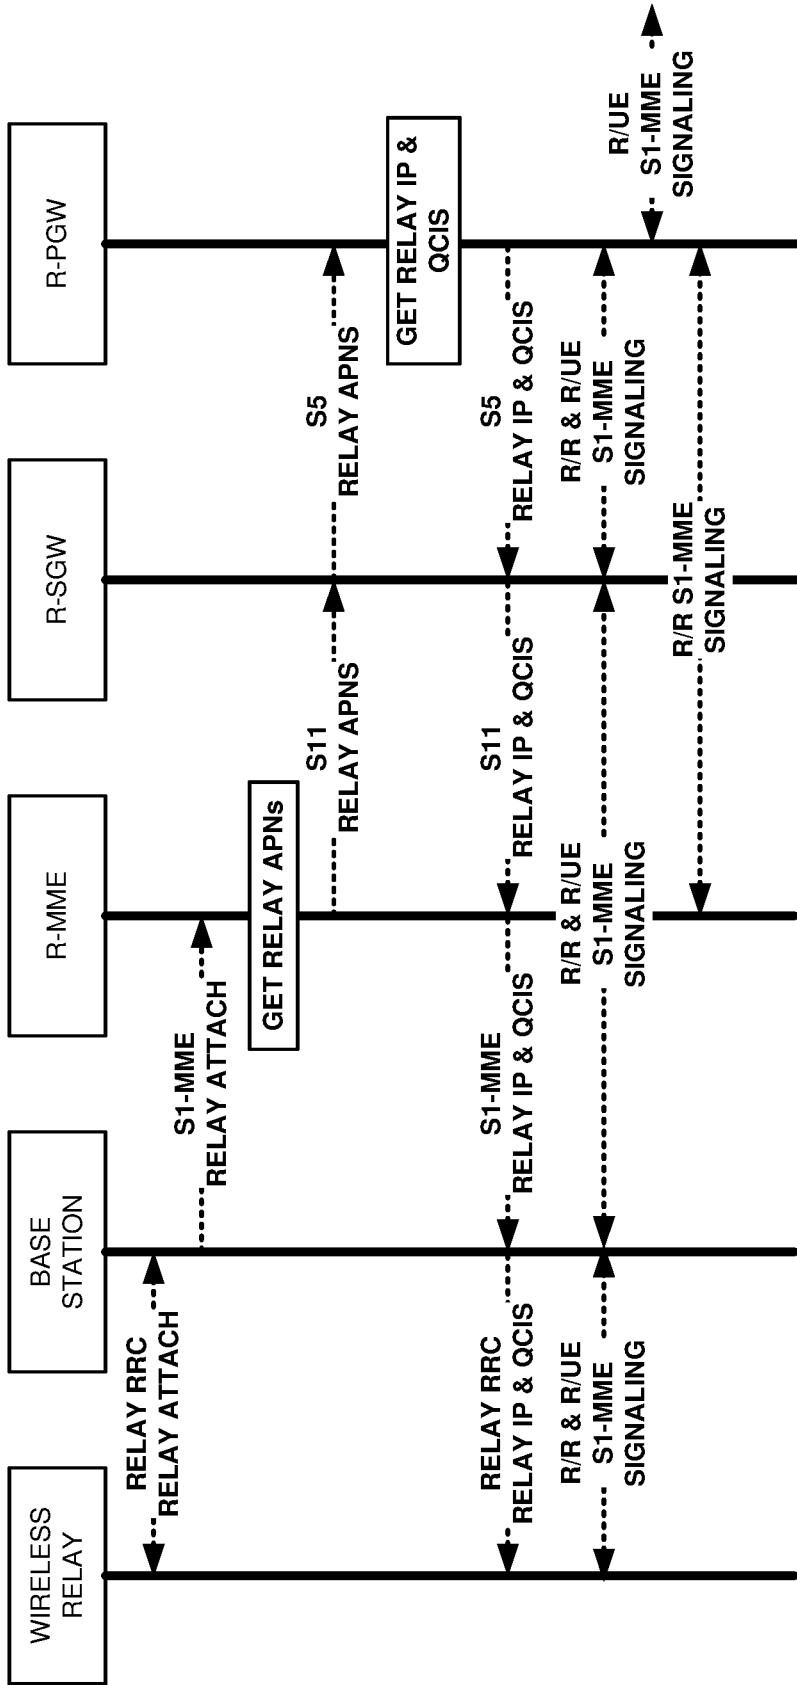 WIRELESS
RELAY
BASE
STATION
R-MME
R-SGW
R-PGW
RELAY RRC
RELAY ATTACH
S1-MME
RELAY ATTACH
GET RELAY APNs
S11
RELAY APNS
S5
RELAY APNS
GET RELAY IP &
QCIS
RELAY RRC
RELAY IP & QCIS
S1-MME
RELAY IP & QCIS
S11
RELAY IP & QCIS
S5
RELAY IP & QCIS
R/R & R/UE
S1-MME
SIGNALING
R/R & R/UE
S1-MME
SIGNALING
R/R & R/UE
S1-MME
SIGNALING
R/UE
S1-MME
SIGNALING
R/R S1-MME
SIGNALING